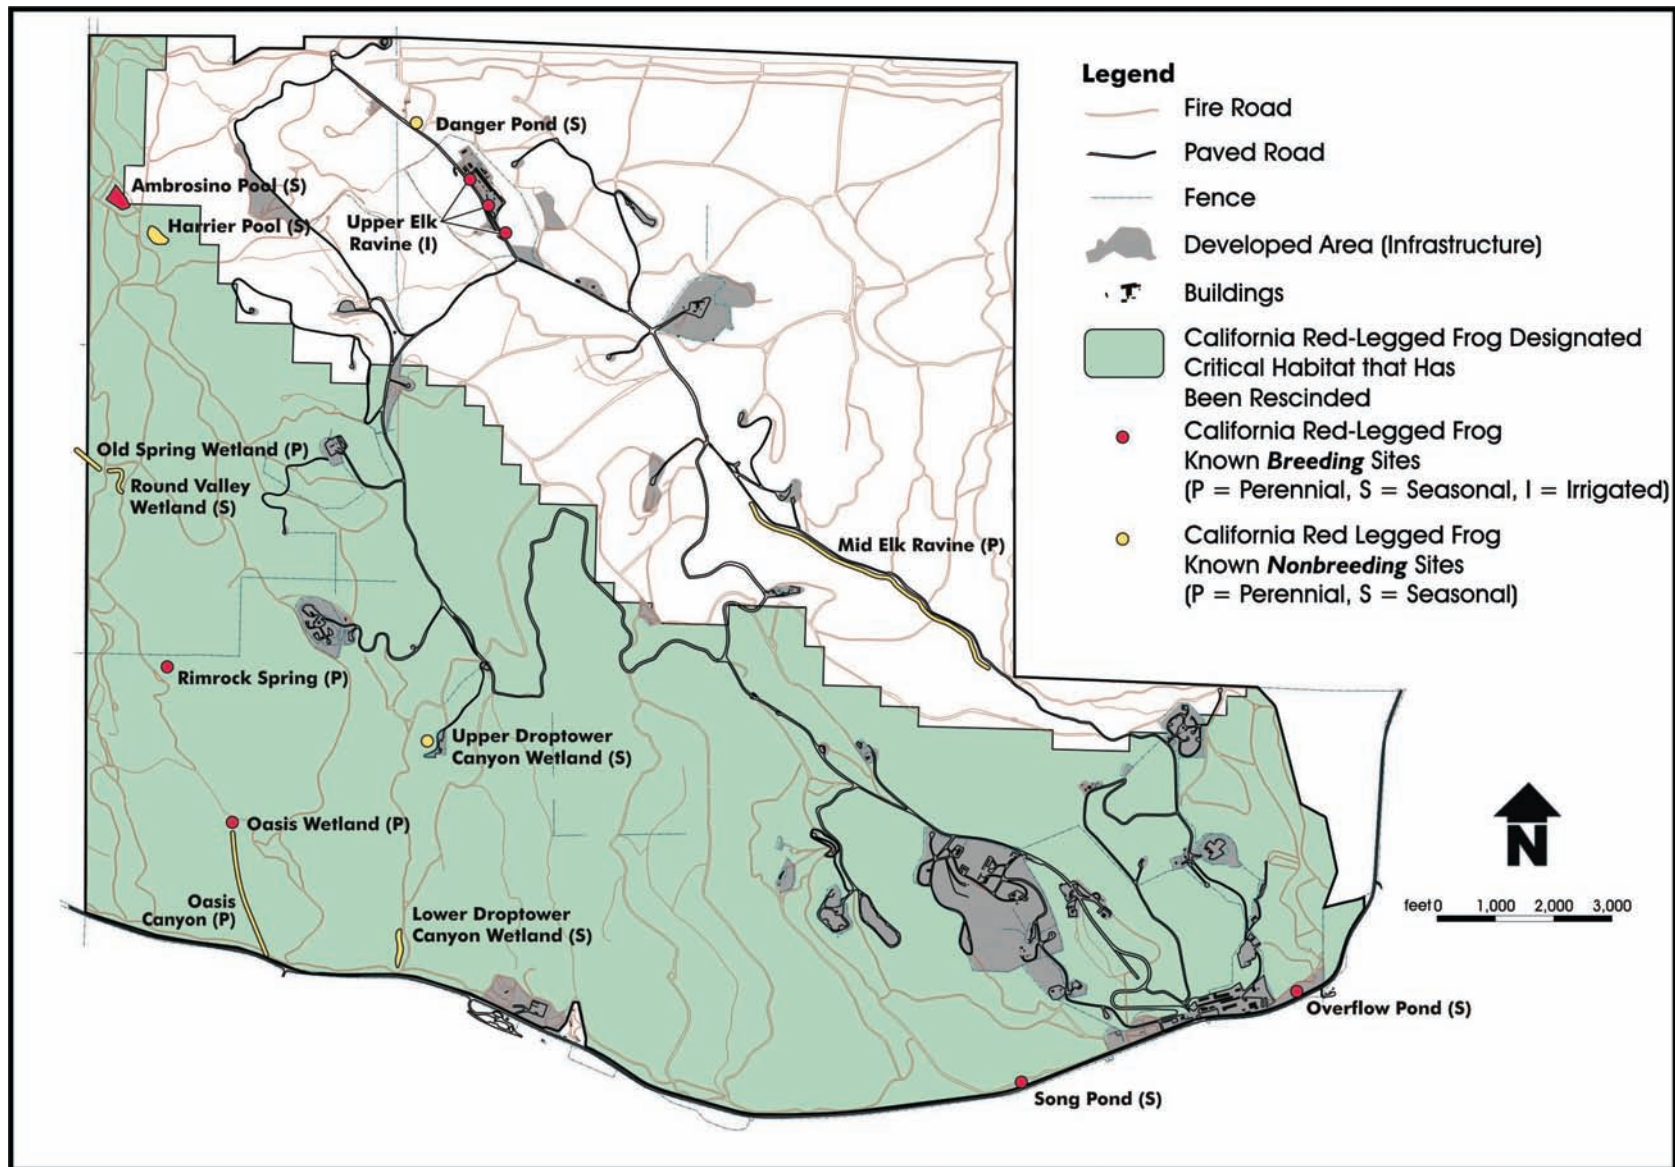 Legend
Fire Road
Paved Road
Fence
Developed Area (Infrastructure)
Buildings
California Red-Legged Frog Designated
Critical Habitat that Has
Been Rescinded
California Red-Legged Frog
Known Breeding Sites
(P = Perennial, S = Seasonal, I = Irrigated)
California Red Legged Frog
Known Nonbreeding Sites
(P = Perennial, S = Seasonal)
Danger Pond (S)
Ambrosino Pool (S)
Harrier Pool (S)
Upper Elk
Ravine (I)
Old Spring Wetland (P)
Round Valley
Wetland (S)
Mid Elk Ravine (P)
Rimrock Spring (P)
Upper Droptower
Canyon Wetland (S)
Oasis Wetland (P)
Oasis
Canyon (P)
Lower Droptower
Canyon Wetland (S)
N
feet 0 1,000 2,000 3,000
Overflow Pond (S)
Song Pond (S)